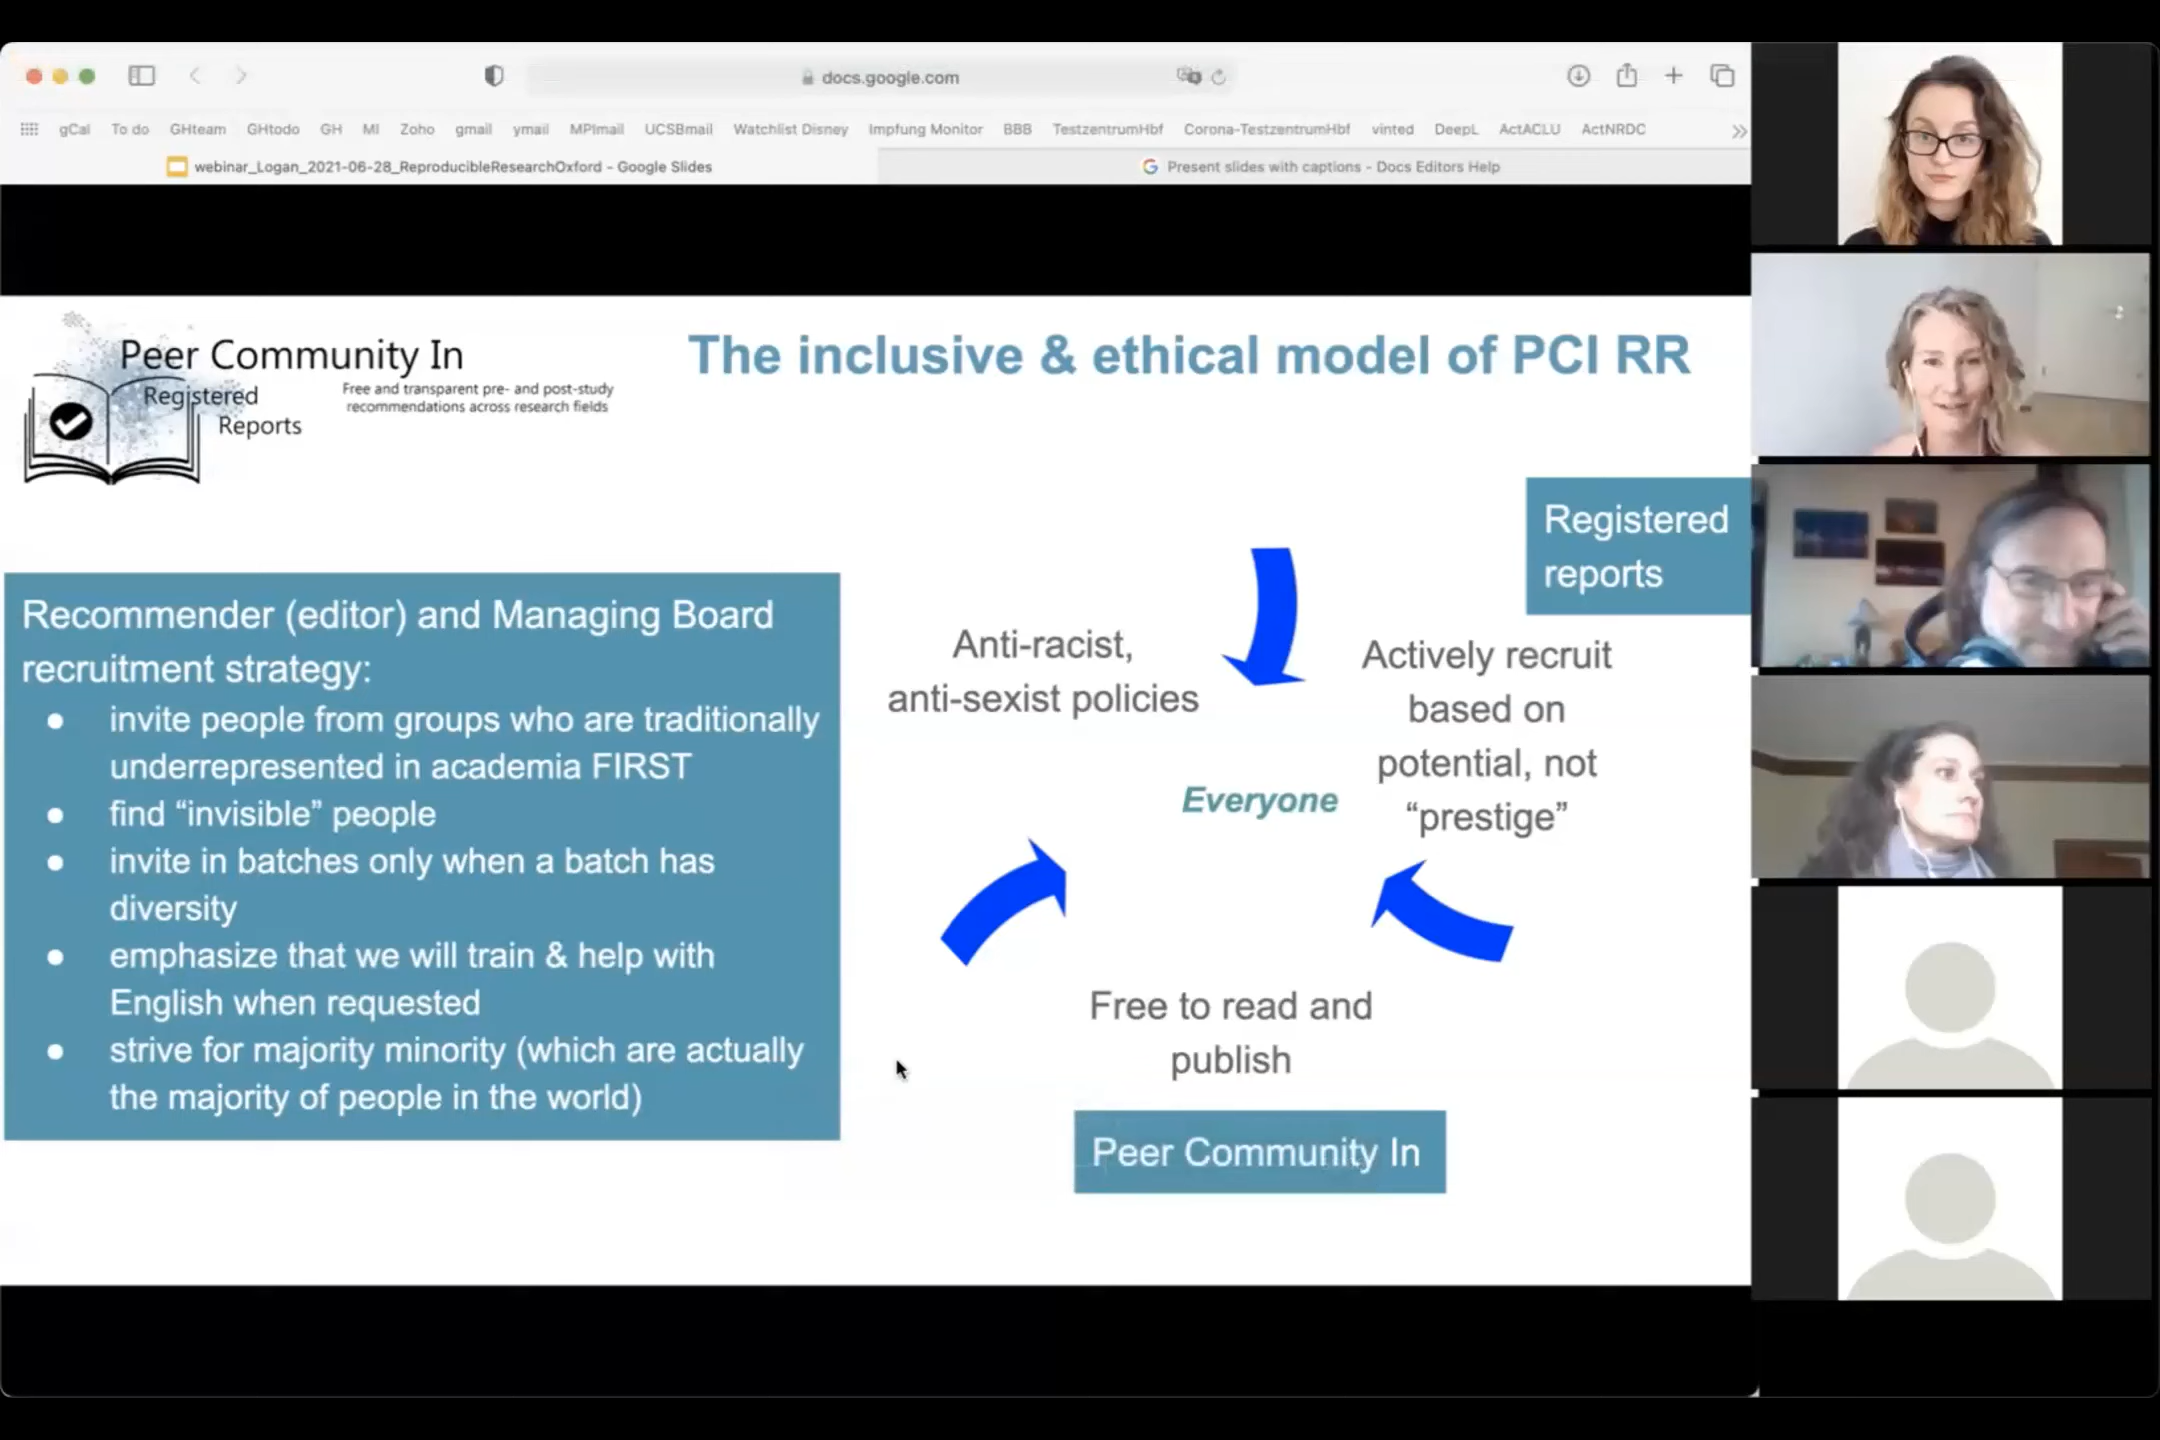 docs.google.com
gCal To do GHteam GHtodo GH MI Zoho gmail ymail MPImail UCSBmail Watchlist Disney Impfung Monitor BBB TestzentrumHbf Corona-TestzentrumHbf vinted DeepL ActACLU ActNRDC
webinar_Logan_2021-06-28_ReproducibleResearchOxford - Google Slides
Present slides with captions - Docs Editors Help
Peer Community In
Registered
Reports
Free and transparent pre- and post-study
recommendations across research fields
The inclusive & ethical model of PCI RR
Recommender (editor) and Managing Board
recruitment strategy:
● invite people from groups who are traditionally
underrepresented in academia FIRST
● find “invisible” people
● invite in batches only when a batch has
diversity
● emphasize that we will train & help with
English when requested
● strive for majority minority (which are actually
the majority of people in the world)
Anti-racist,
anti-sexist policies
Registered
reports
Actively recruit
based on
potential, not
“prestige”
Everyone
Free to read and
publish
Peer Community In